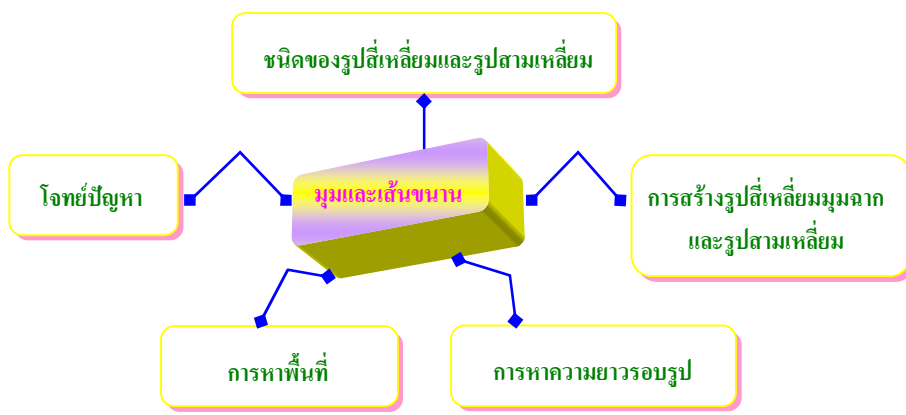 ชนิดของรูปสี่เหลี่ยมและรูปสามเหลี่ยม
โจทย์ปัญหา
มุมและเส้นขนาน
การสร้างรูปสี่เหลี่ยมมุมฉาก
และรูปสามเหลี่ยม
การหาพื้นที่
การหาความยาวรอบรูป